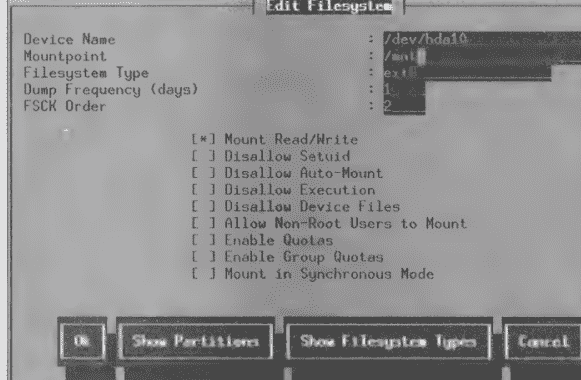 Edit Filesystem
Device Name : /dev/hda10
Mountpoint : /mnt
Filesystem Type :
Dump Frequency (days) : 1
FSCK Order : 2
[*] Mount Read/Write
[ ] Disallow Setuid
[ ] Disallow Auto-Mount
[ ] Disallow Execution
[ ] Disallow Device Files
[ ] Allow Non-Root Users to Mount
[ ] Enable Quotas
[ ] Enable Group Quotas
[ ] Mount in Synchronous Mode
Ok Show Partitions Show Filesystem Types Cancel